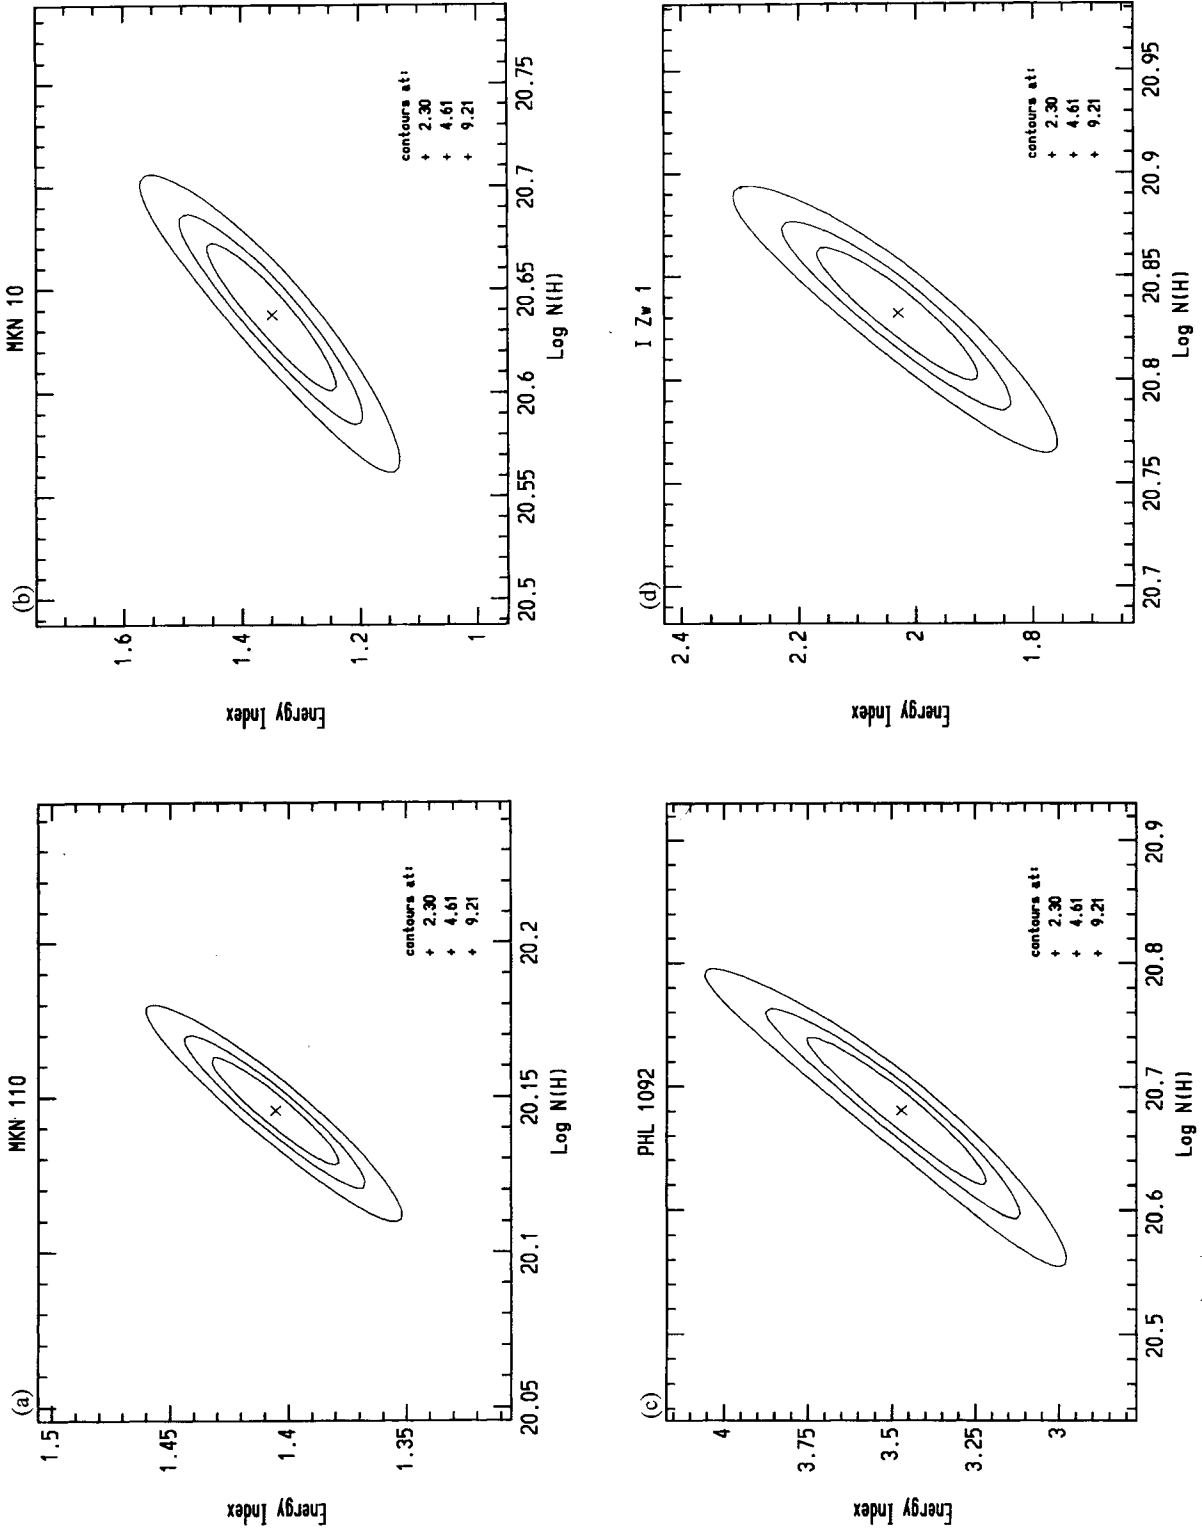 (a)
MKN 110
1.5
1.45
1.4
1.35
Energy Index
20.05
20.1
20.15
20.2
Log N(H)
contours at:
+ 2.30
+ 4.61
+ 9.21
(b)
MKN 10
1.6
1.4
1.2
1
Energy Index
20.5
20.55
20.6
20.65
20.7
20.75
Log N(H)
contours at:
+ 2.30
+ 4.61
+ 9.21
(c)
PHL 1092
4
3.75
3.5
3.25
3
Energy Index
20.5
20.6
20.7
20.8
20.9
Log N(H)
contours at:
+ 2.30
+ 4.61
+ 9.21
(d)
I Zw 1
2.4
2.2
2
1.8
Energy Index
20.7
20.75
20.8
20.85
20.9
20.95
Log N(H)
contours at:
+ 2.30
+ 4.61
+ 9.21